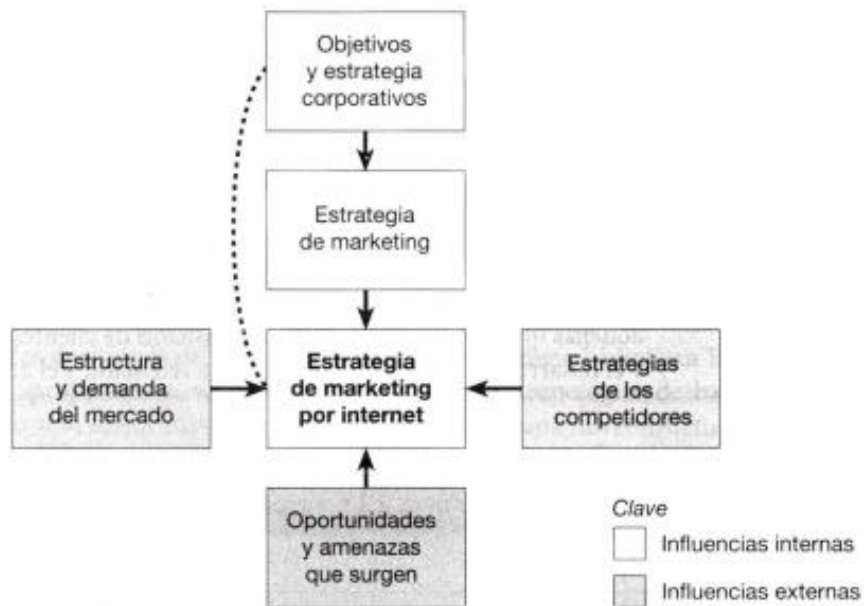 Objetivos
y estrategia
corporativos
Estrategia
de marketing
Estructura
y demanda
del mercado
Estrategia
de marketing
por internet
Estrategias
de los
competidores
Oportunidades
y amenazas
que surgen
Clave
Influencias internas
Influencias externas